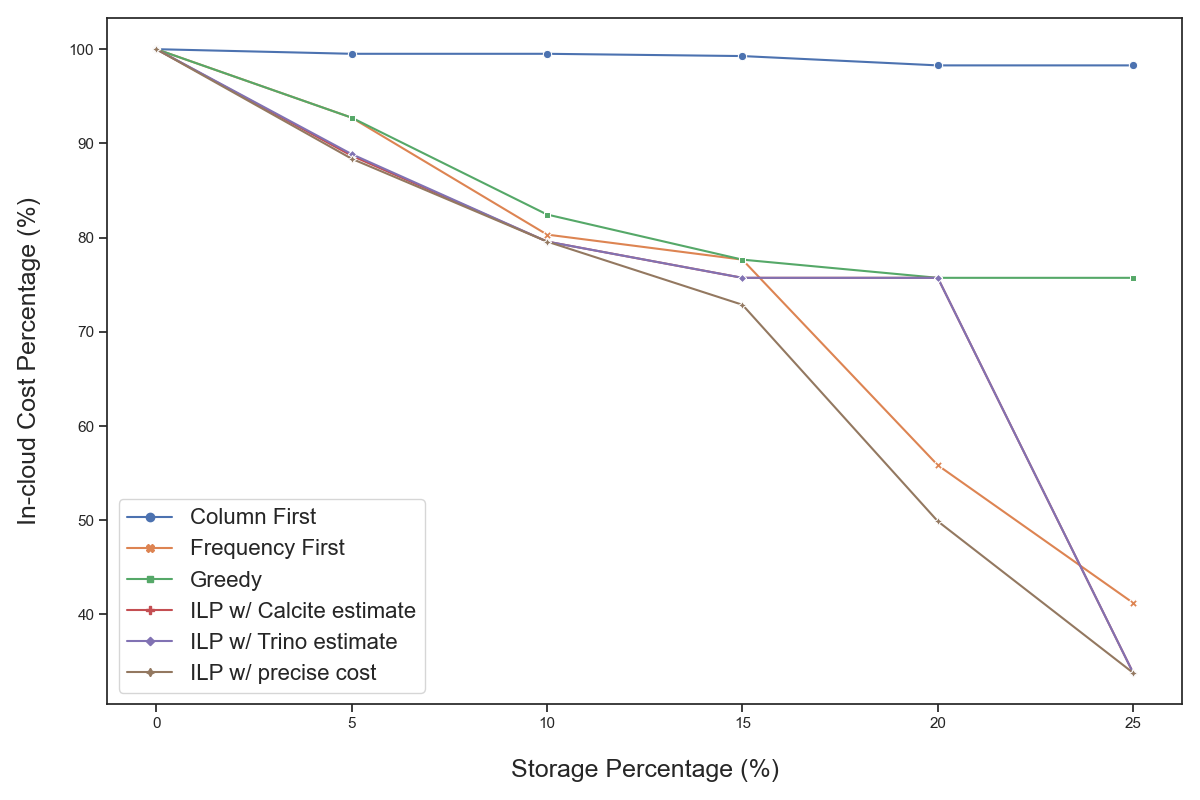 100
90
80
70
60
50
40
In-cloud Cost Percentage (%)
Column First
Frequency First
Greedy
ILP w/ Calcite estimate
ILP w/ Trino estimate
ILP w/ precise cost
0 5 10 15 20 25
Storage Percentage (%)